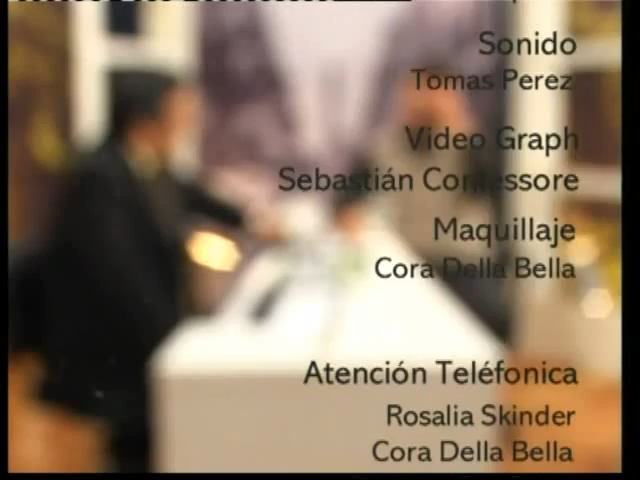 Sonido
Tomas Perez
Video Graph
Sebastián Confessore
Maquillaje
Cora Della Bella
Atención Teléfonica
Rosalia Skinder
Cora Della Bella